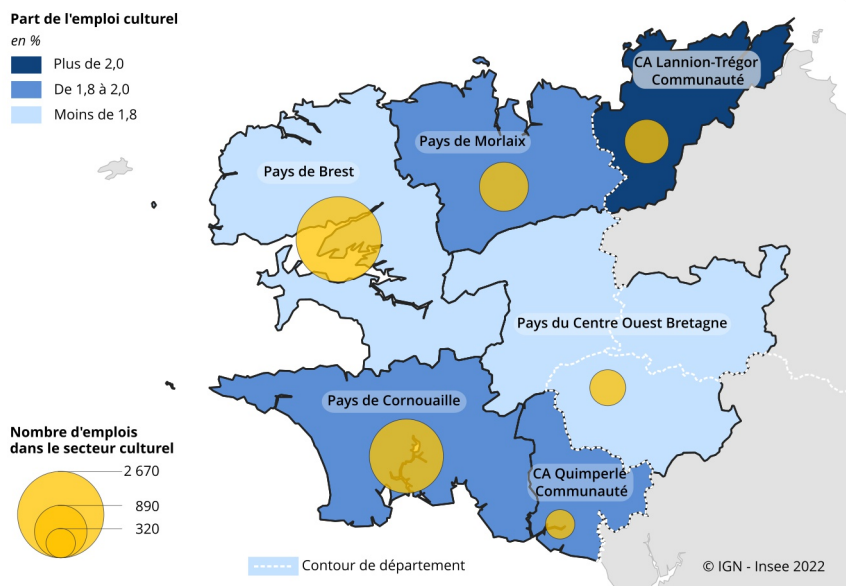 Part de l'emploi culturel
en %
Plus de 2,0
De 1,8 à 2,0
Moins de 1,8
CA Lannion-Trégor
Communauté
Pays de Morlaix
Pays de Brest
Pays du Centre Ouest Bretagne
Pays de Cornouaille
CA Quimperlé
Communauté
Nombre d'emplois
dans le secteur culturel
2 670
890
320
Contour de département
© IGN - Insee 2022